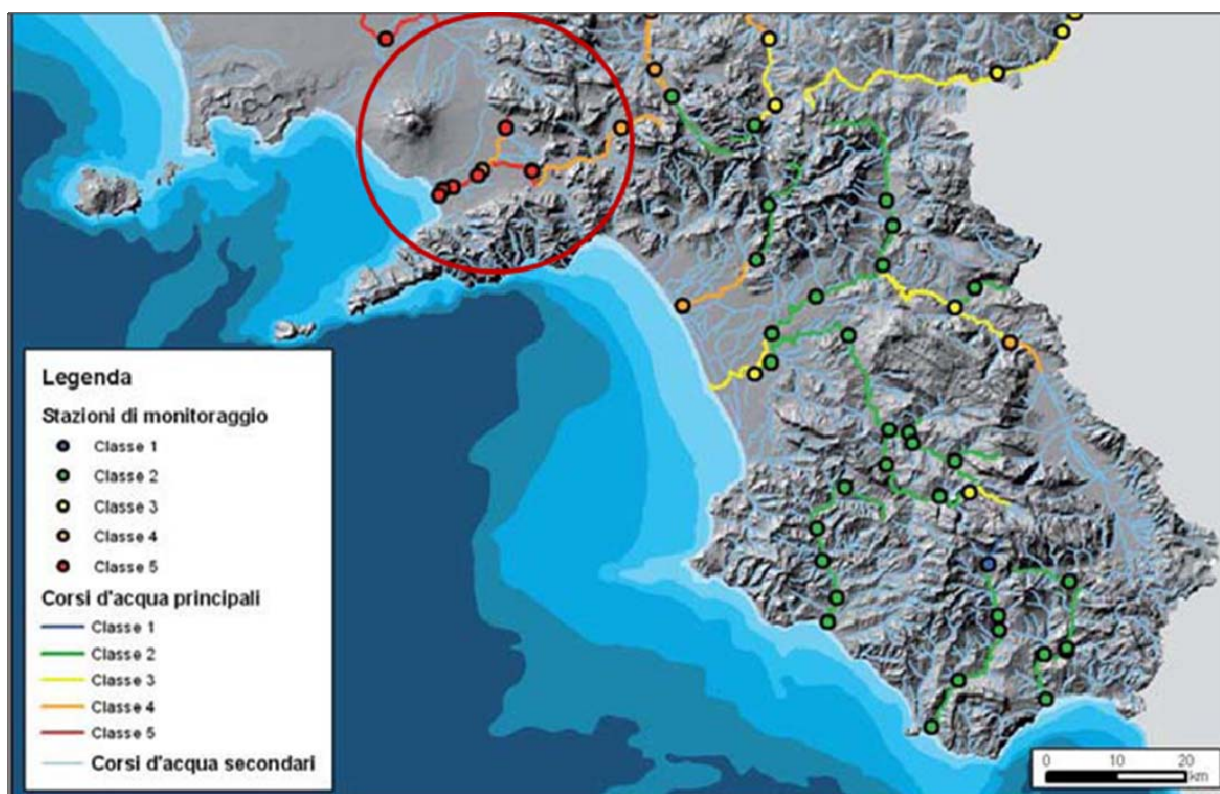 Legenda
Stazioni di monitoraggio
Classe 1
Classe 2
Classe 3
Classe 4
Classe 5
Corsi d'acqua principali
Classe 1
Classe 2
Classe 3
Classe 4
Classe 5
Corsi d'acqua secondari
0 10 20
km